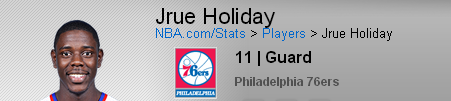 Jrue Holiday
NBA.com/Stats > Players > Jrue Holiday
76ers
PHILADELPHIA
11 | Guard
Philadelphia 76ers